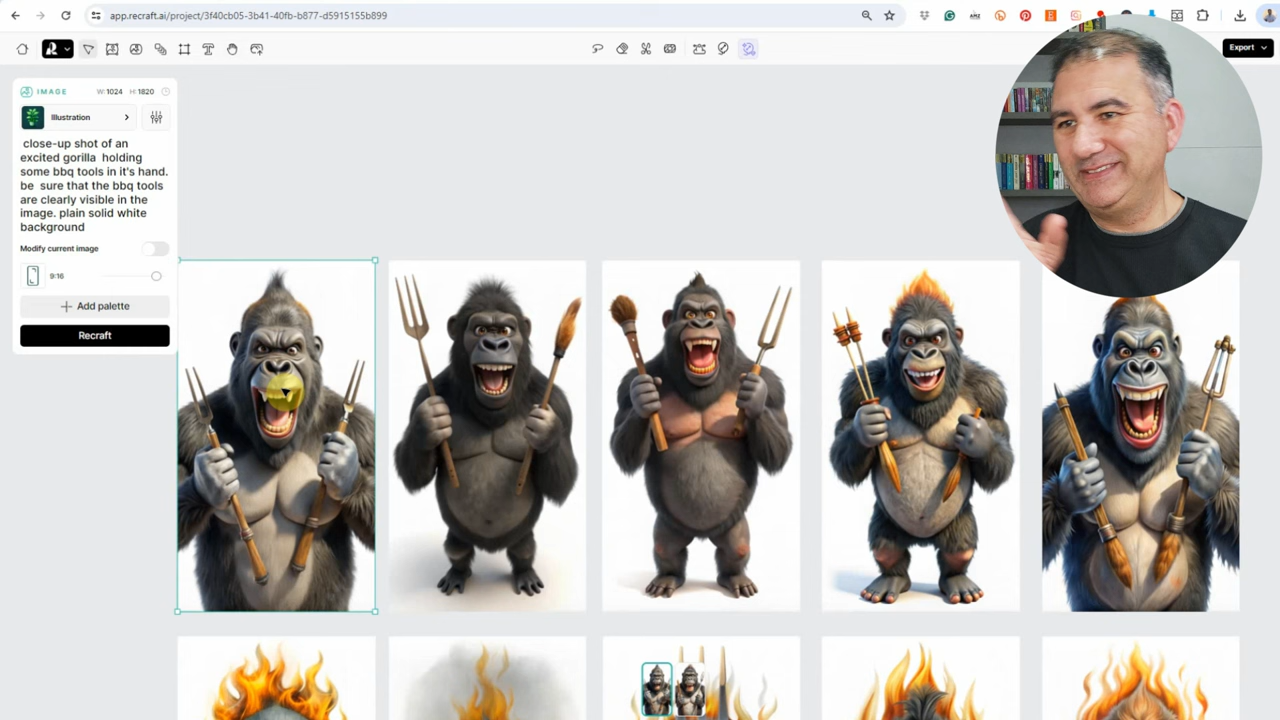 app.recraft.ai/project/3f40cb05-3b41-40fb-b877-d5915155b899
Export
IMAGE W: 1024 H: 1820
Illustration
close-up shot of an
excited gorilla holding
some bbq tools in it's hand.
be sure that the bbq tools
are clearly visible in the
image. plain solid white
background
Modify current image
9:16
+ Add palette
Recraft